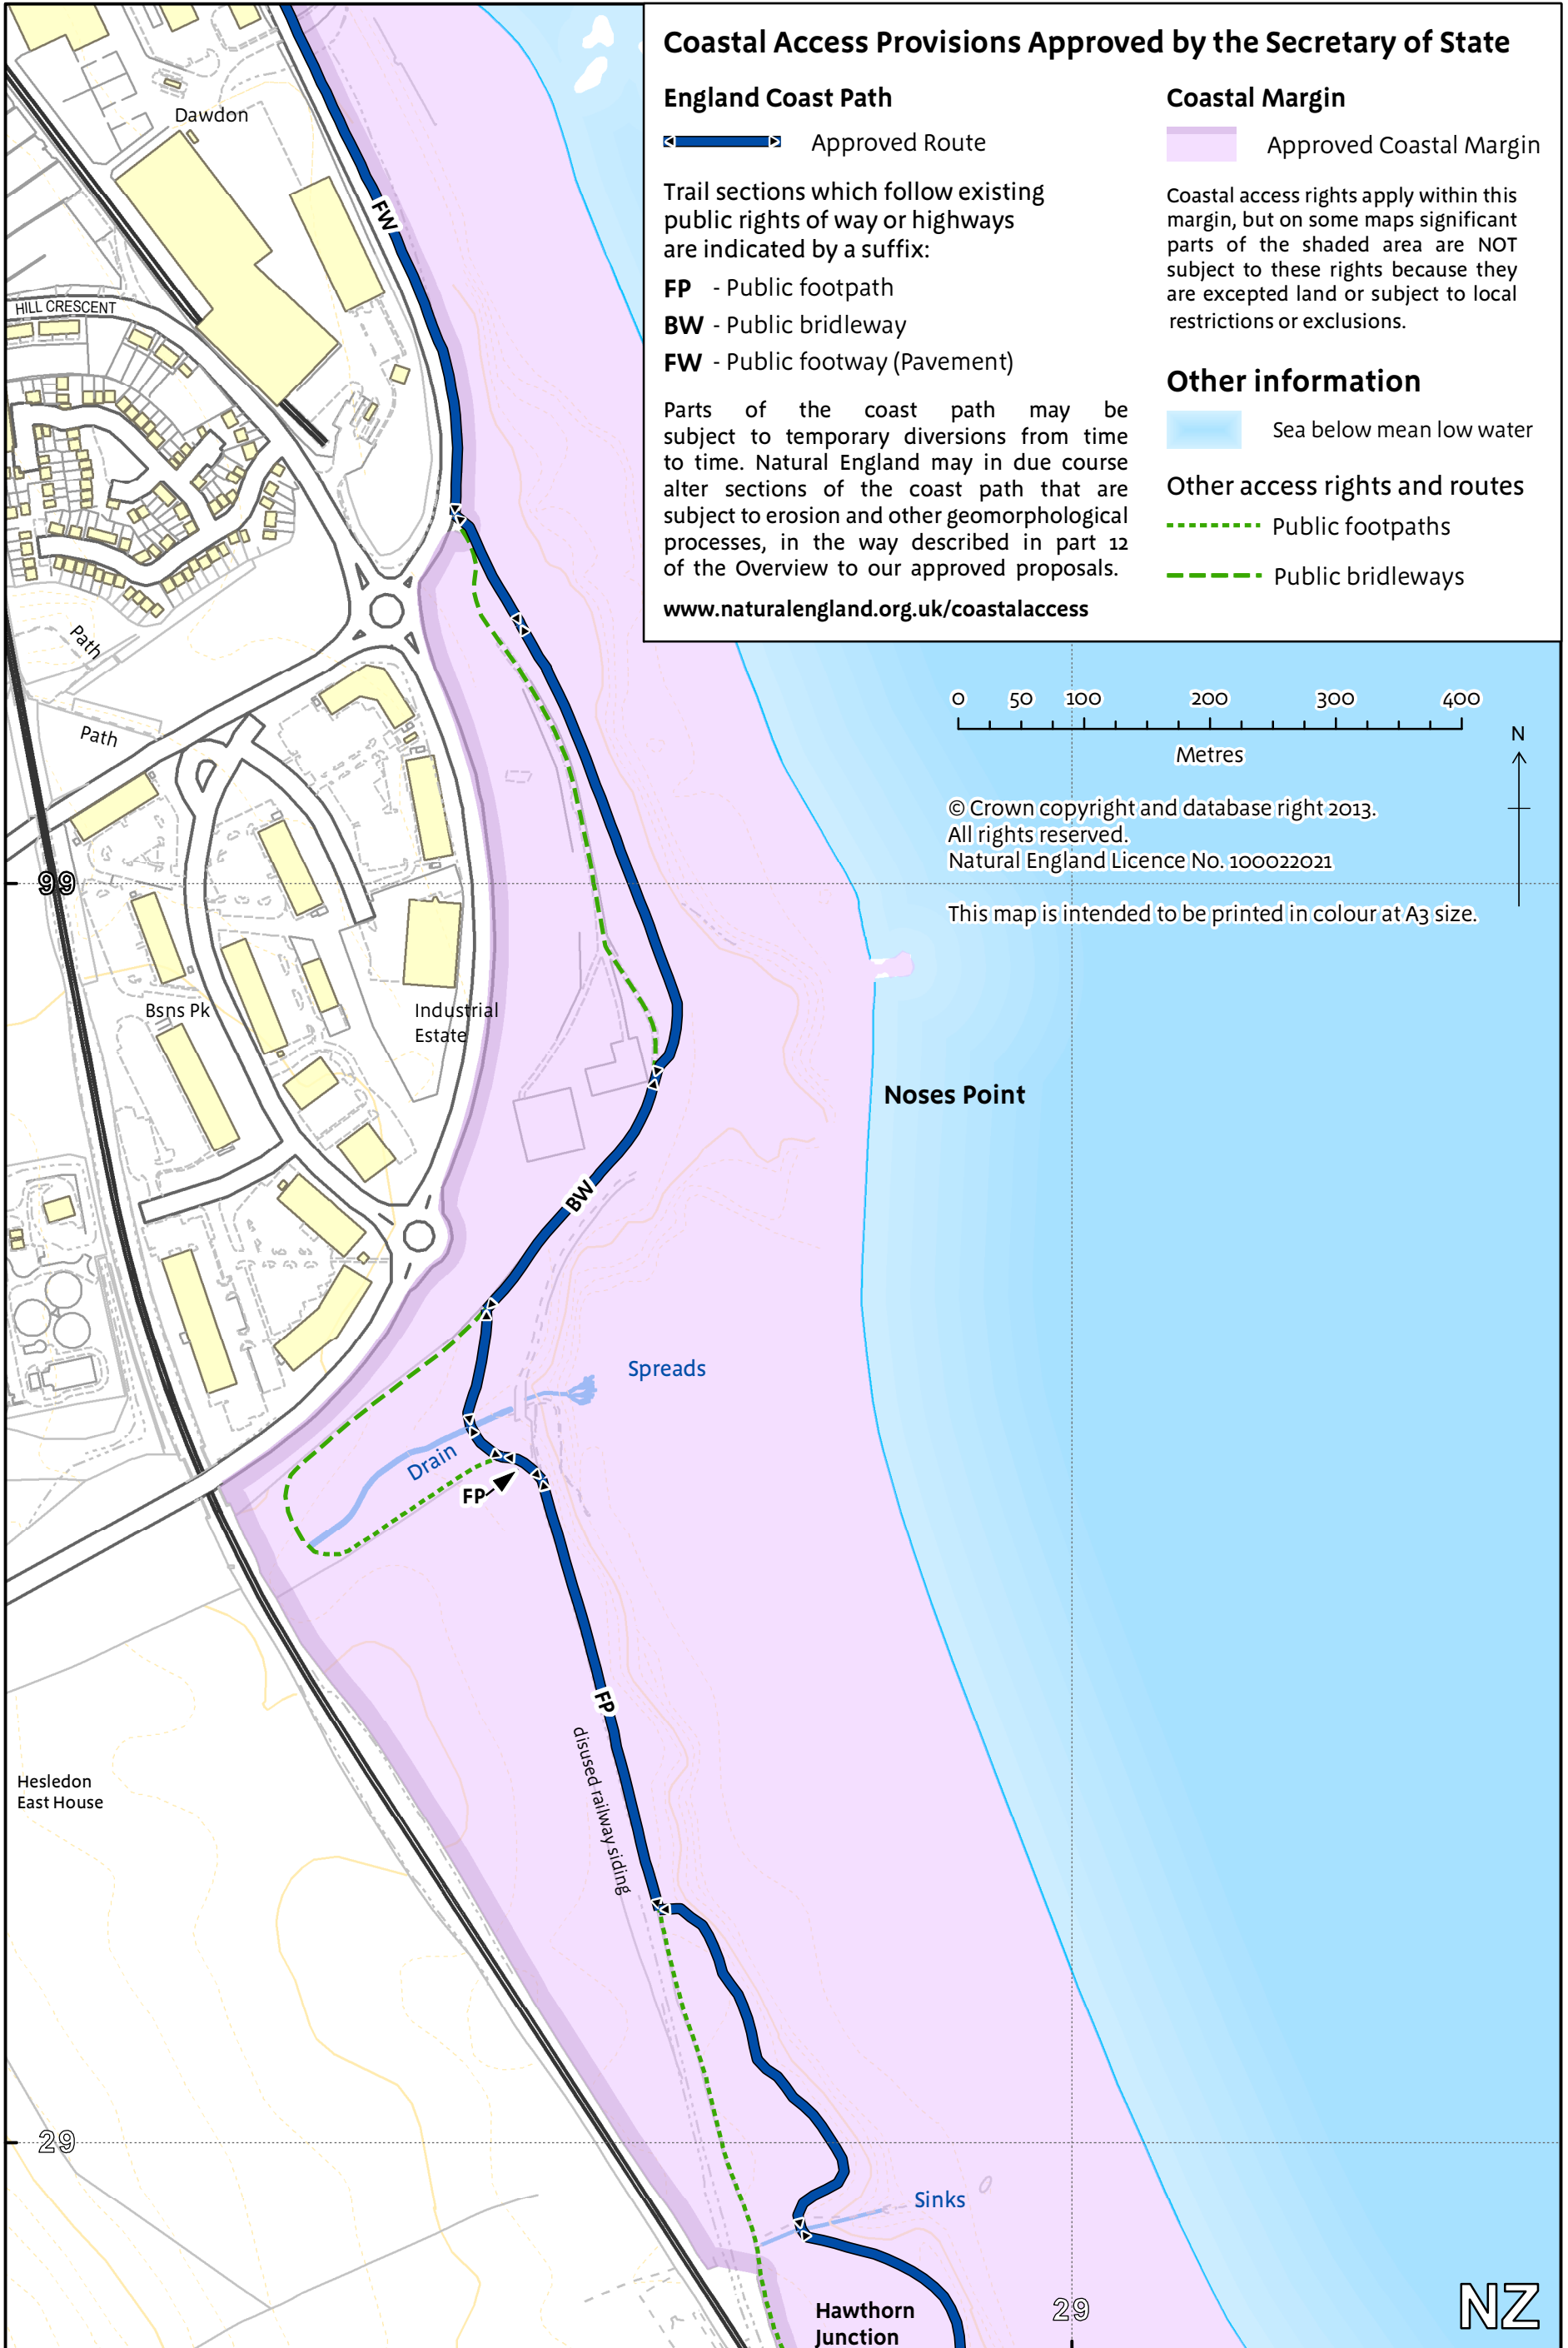 Coastal Access Provisions Approved by the Secretary of State
England Coast Path
Approved Route
Trail sections which follow existing
public rights of way or highways
are indicated by a suffix:
FP - Public footpath
BW - Public bridleway
FW - Public footway (Pavement)
Parts of the coast path may be
subject to temporary diversions from time
to time. Natural England may in due course
alter sections of the coast path that are
subject to erosion and other geomorphological
processes, in the way described in part 12
of the Overview to our approved proposals.
www.naturalengland.org.uk/coastalaccess
Coastal Margin
Approved Coastal Margin
Coastal access rights apply within this
margin, but on some maps significant
parts of the shaded area are NOT
subject to these rights because they
are excepted land or subject to local
restrictions or exclusions.
Other information
Sea below mean low water
Other access rights and routes
Public footpaths
Public bridleways
0 50 100 200 300 400
Metres
N
© Crown copyright and database right 2013.
All rights reserved.
Natural England Licence No. 100022021
This map is intended to be printed in colour at A3 size.
Dawdon
FW
HILL CRESCENT
Path
Path
99
Bsns Pk
Industrial
Estate
Noses Point
BW
Spreads
Drain
FP
FP
disused railway siding
Hesledon
East House
29
Sinks
Hawthorn
Junction
29
NZ